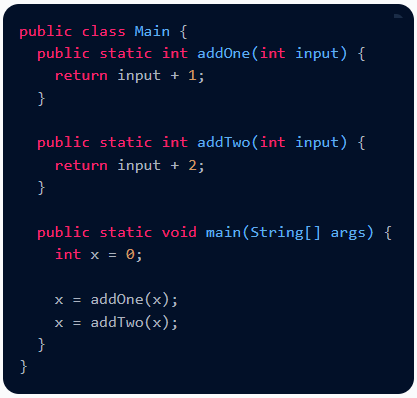 public class Main {
  public static int addOne(int input) {
    return input + 1;
  }

  public static int addTwo(int input) {
    return input + 2;
  }

  public static void main(String[] args) {
    int x = 0;

    x = addOne(x);
    x = addTwo(x);
  }
}